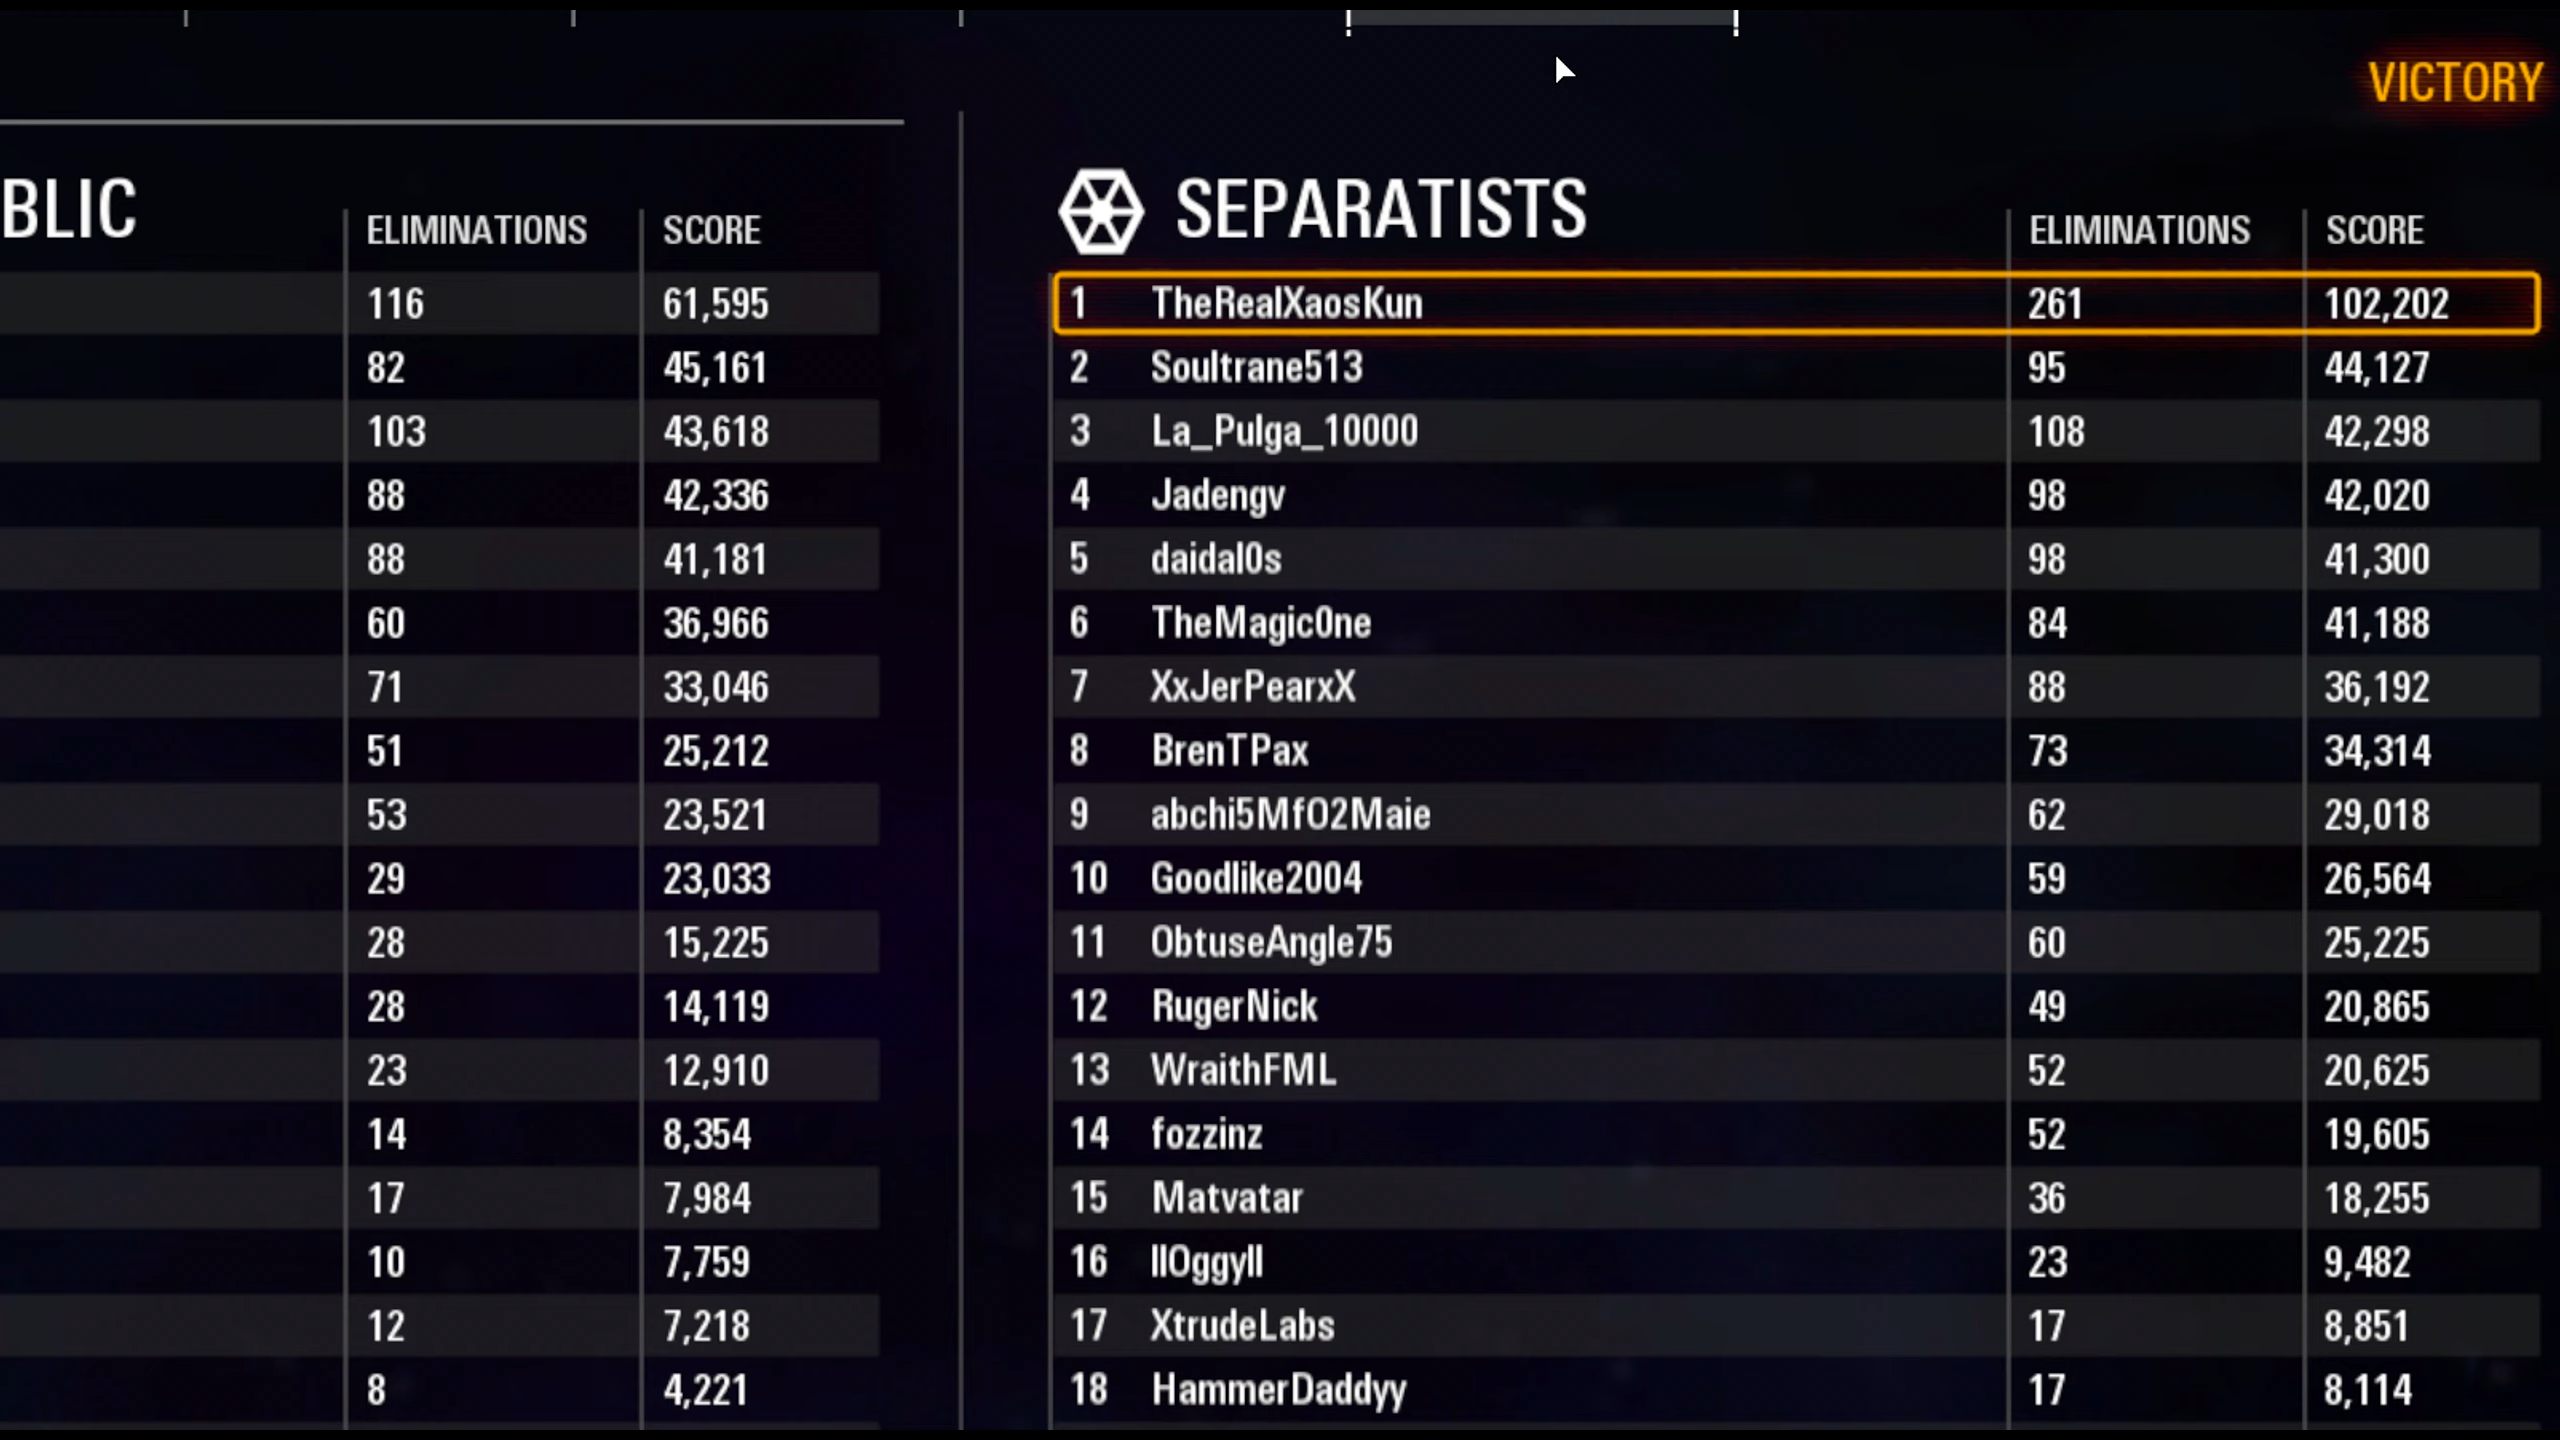 VICTORY
BLIC ELIMINATIONS SCORE
116 61,595
82 45,161
103 43,618
88 42,336
88 41,181
60 36,966
71 33,046
51 25,212
53 23,521
29 23,033
28 15,225
28 14,119
23 12,910
14 8,354
17 7,984
10 7,759
12 7,218
8 4,221
SEPARATISTS ELIMINATIONS SCORE
1 TheRealXaosKun 261 102,202
2 Soultrane513 95 44,127
3 La_Pulga_10000 108 42,298
4 Jadengv 98 42,020
5 daidal0s 98 41,300
6 TheMagic0ne 84 41,188
7 XxJerPearxX 88 36,192
8 BrenTPax 73 34,314
9 abchi5MfO2Maie 62 29,018
10 Goodlike2004 59 26,564
11 ObtuseAngle75 60 25,225
12 RugerNick 49 20,865
13 WraithFML 52 20,625
14 fozzinz 52 19,605
15 Matvatar 36 18,255
16 llOggyll 23 9,482
17 XtrudeLabs 17 8,851
18 HammerDaddyy 17 8,114